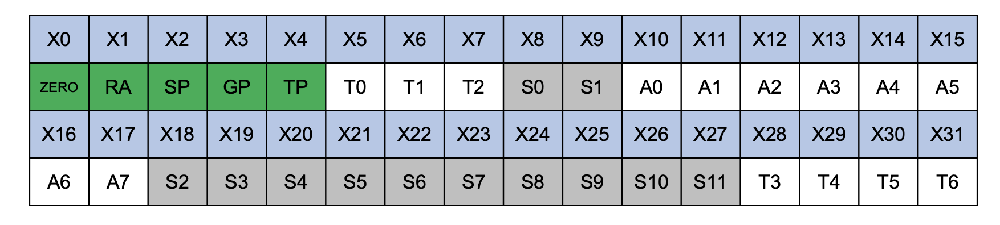 X0 X1 X2 X3 X4 X5 X6 X7 X8 X9 X10 X11 X12 X13 X14 X15
ZERO RA SP GP TP T0 T1 T2 S0 S1 A0 A1 A2 A3 A4 A5
X16 X17 X18 X19 X20 X21 X22 X23 X24 X25 X26 X27 X28 X29 X30 X31
A6 A7 S2 S3 S4 S5 S6 S7 S8 S9 S10 S11 T3 T4 T5 T6